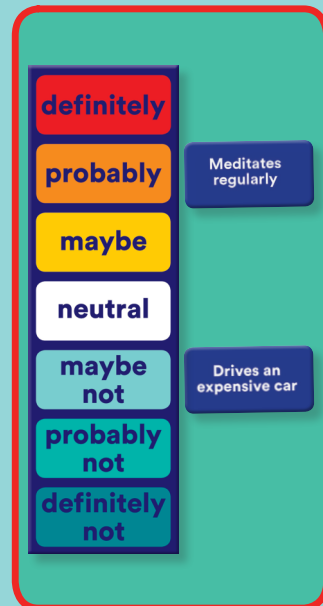 definitely
probably
Meditates
regularly
maybe
neutral
maybe
not
Drives an
expensive car
probably
not
definitely
not